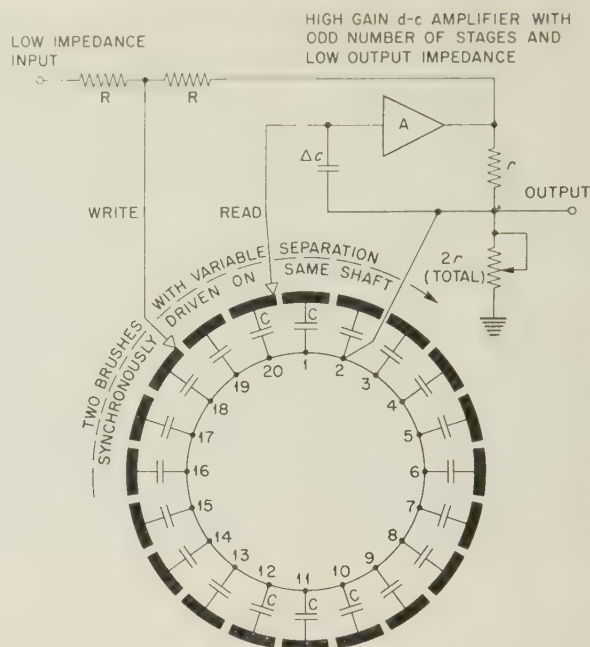 HIGH GAIN d-c AMPLIFIER WITH
ODD NUMBER OF STAGES AND
LOW OUTPUT IMPEDANCE
LOW IMPEDANCE
INPUT
R
R
A
Δc
r
OUTPUT
WRITE
READ
2r
(TOTAL)
TWO BRUSHES WITH VARIABLE SEPARATION
SYNCHRONOUSLY DRIVEN ON SAME SHAFT
C
C
C
1
2
3
4
5
6
7
8
9
10
11
12
13
14
15
16
17
18
19
20
C
C
C